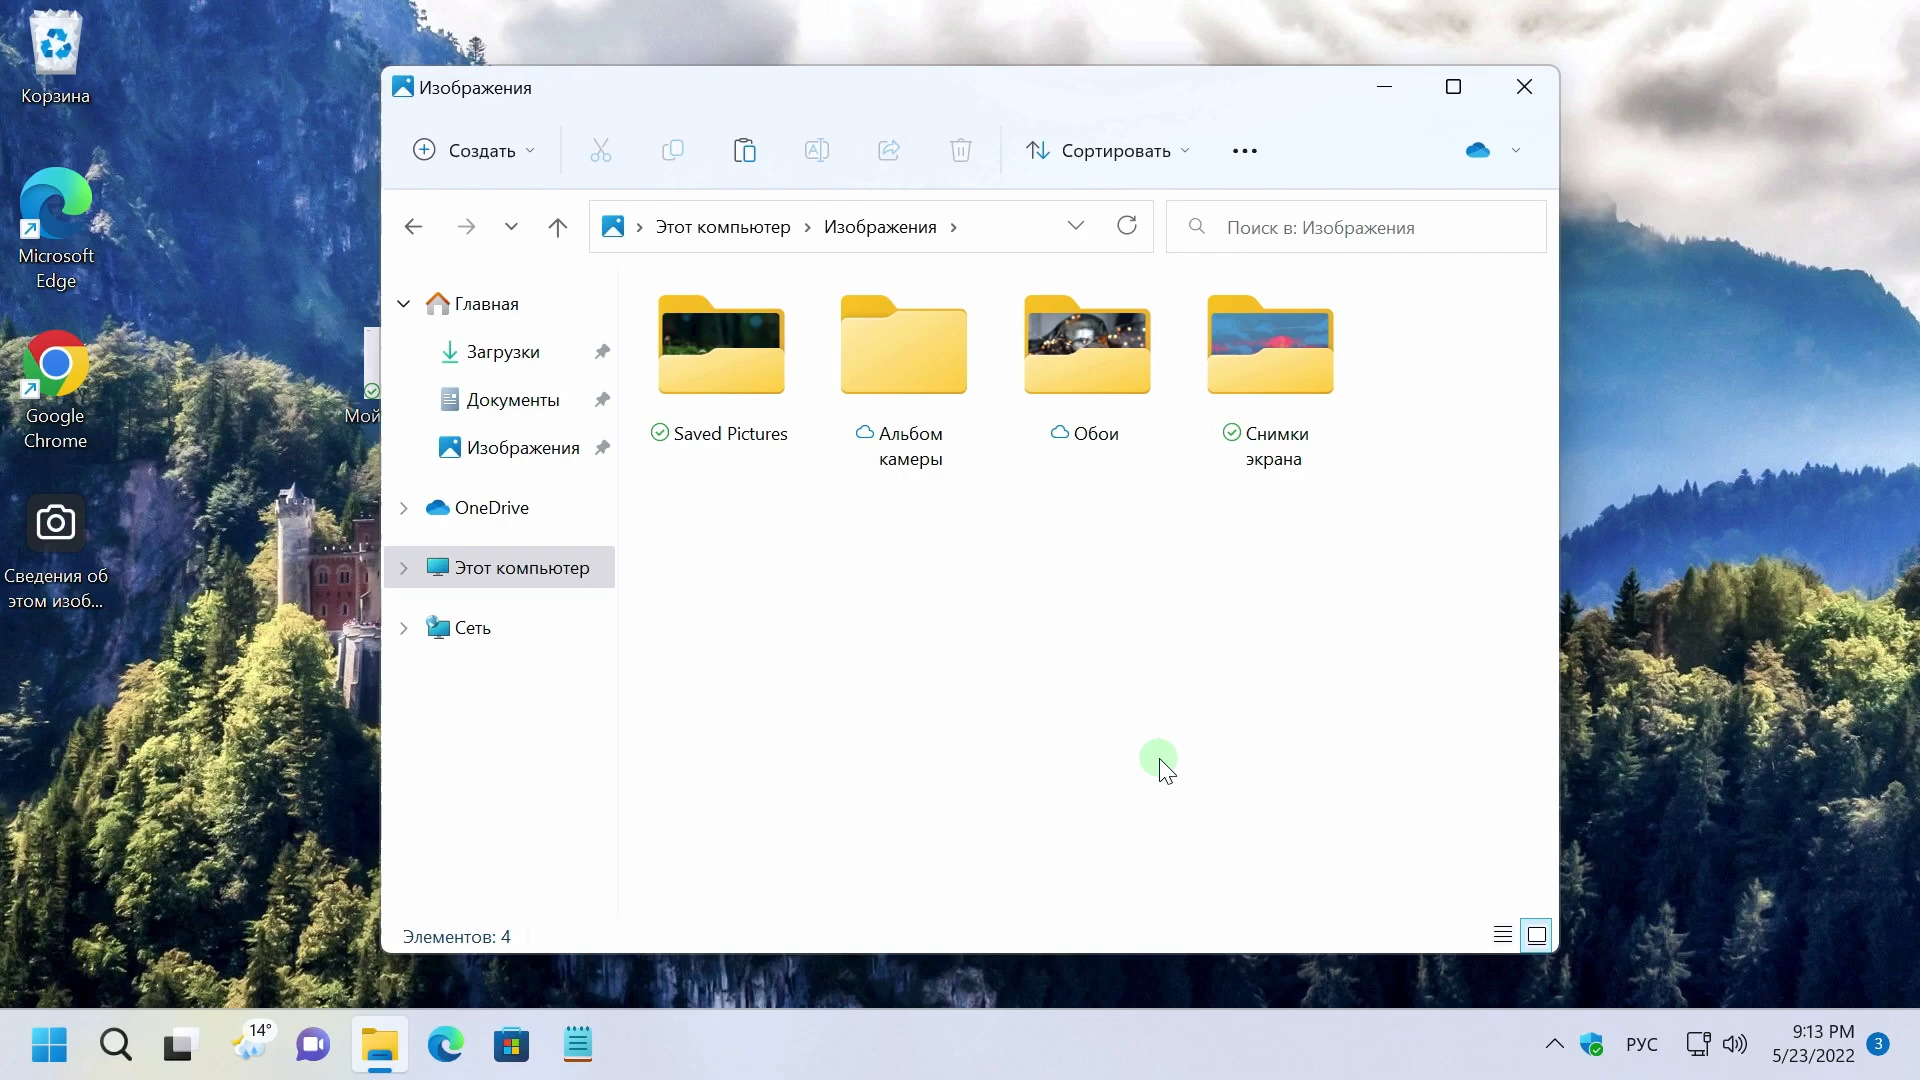 Корзина
Microsoft
Edge
Google
Chrome
Сведения об
этом изоб...
Мой
Изображения
Создать
Сортировать
Этот компьютер
Изображения
Поиск в: Изображения
Главная
Загрузки
Документы
Изображения
OneDrive
Этот компьютер
Сеть
Saved Pictures
Альбом
камеры
Обои
Снимки
экрана
Элементов: 4
14°
РУС
9:13 PM
5/23/2022
3